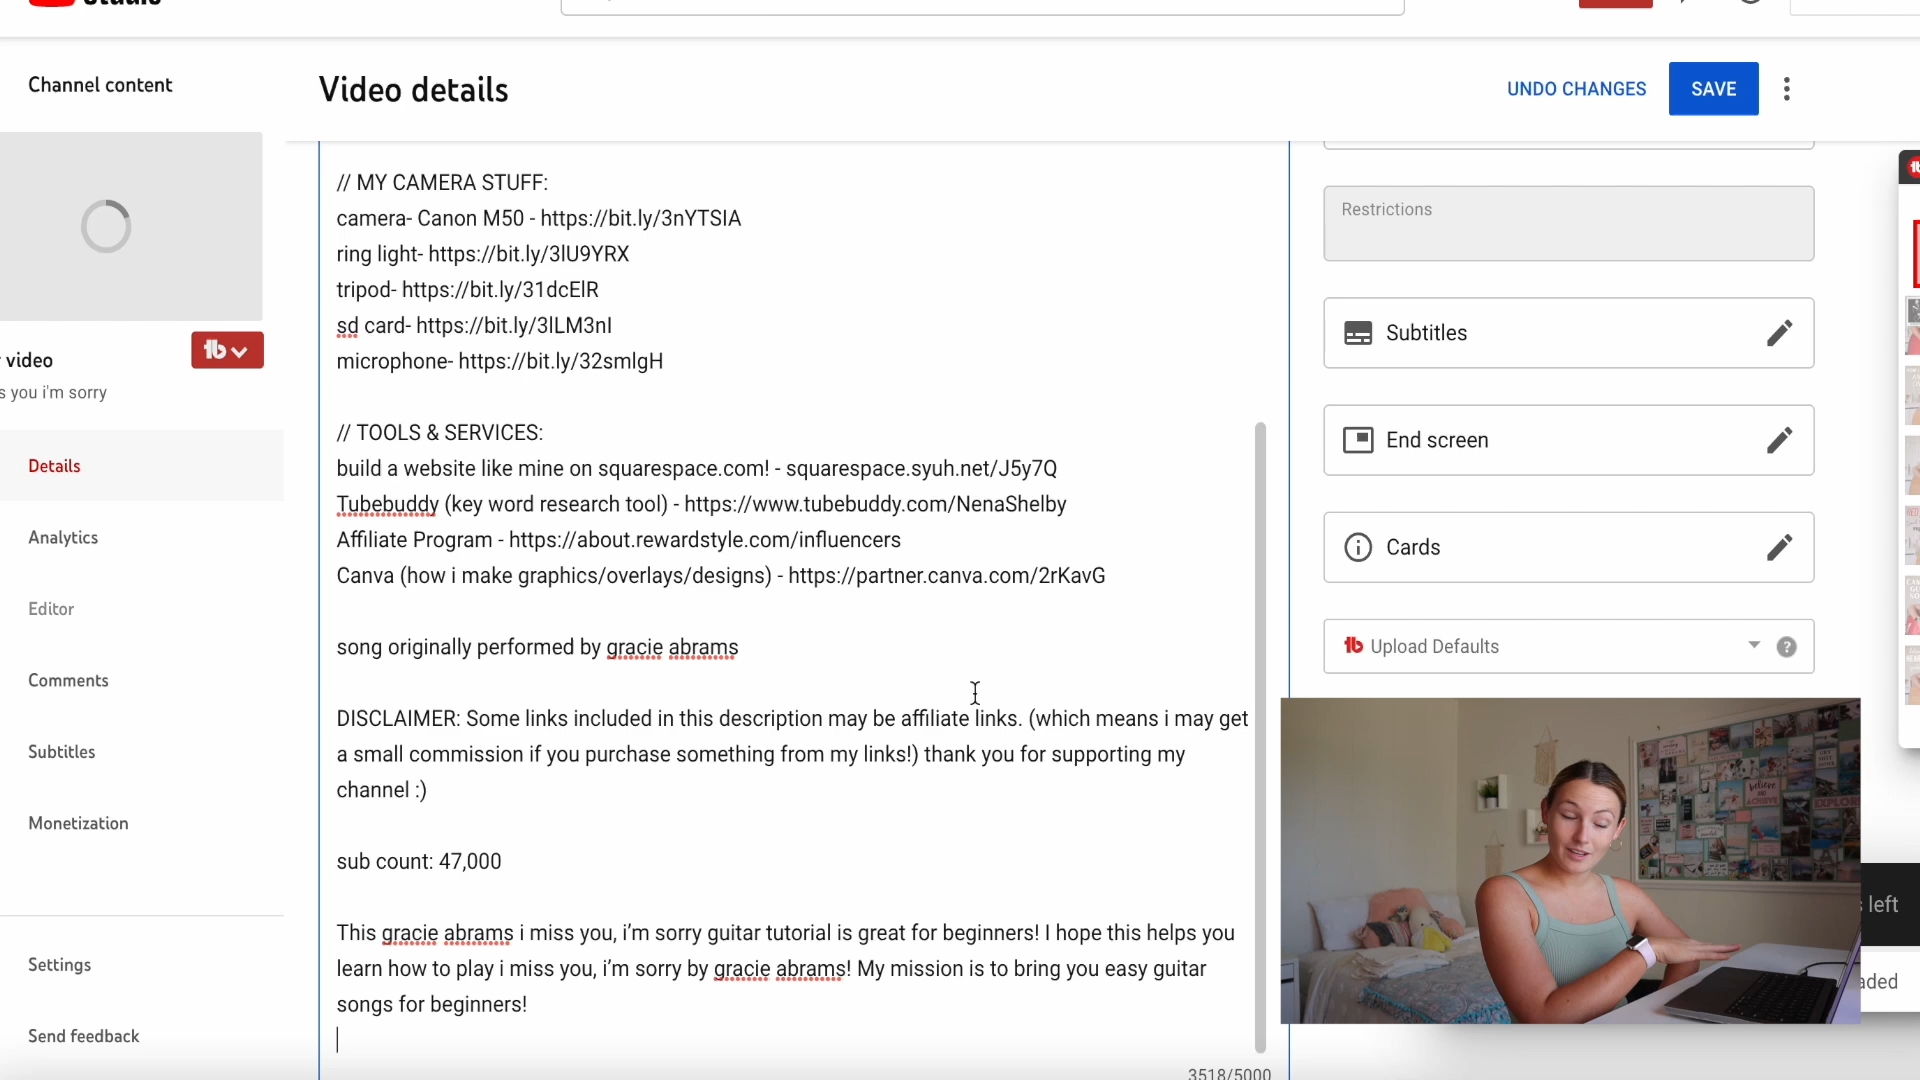 Channel content
Video details
UNDO CHANGES
SAVE
// MY CAMERA STUFF:
camera- Canon M50 - https://bit.ly/3nYTSIA
ring light- https://bit.ly/3lU9YRX
tripod- https://bit.ly/31dcElR
sd card- https://bit.ly/3lLM3nI
microphone- https://bit.ly/32smlgH
// TOOLS & SERVICES:
build a website like mine on squarespace.com! - squarespace.syuh.net/J5y7Q
Tubebuddy (key word research tool) - https://www.tubebuddy.com/NenaShelby
Affiliate Program - https://about.rewardstyle.com/influencers
Canva (how i make graphics/overlays/designs) - https://partner.canva.com/2rKavG
song originally performed by gracie abrams
DISCLAIMER: Some links included in this description may be affiliate links. (which means i may get
a small commission if you purchase something from my links!) thank you for supporting my
channel :)
sub count: 47,000
This gracie abrams i miss you, i'm sorry guitar tutorial is great for beginners! I hope this helps you
learn how to play i miss you, i'm sorry by gracie abrams! My mission is to bring you easy guitar
songs for beginners!
3518/5000
video
s you i'm sorry
Details
Analytics
Editor
Comments
Subtitles
Monetization
Settings
Send feedback
Restrictions
Subtitles
End screen
Cards
tb Upload Defaults
believe
and
ACHIEVE
EXPLORE
left